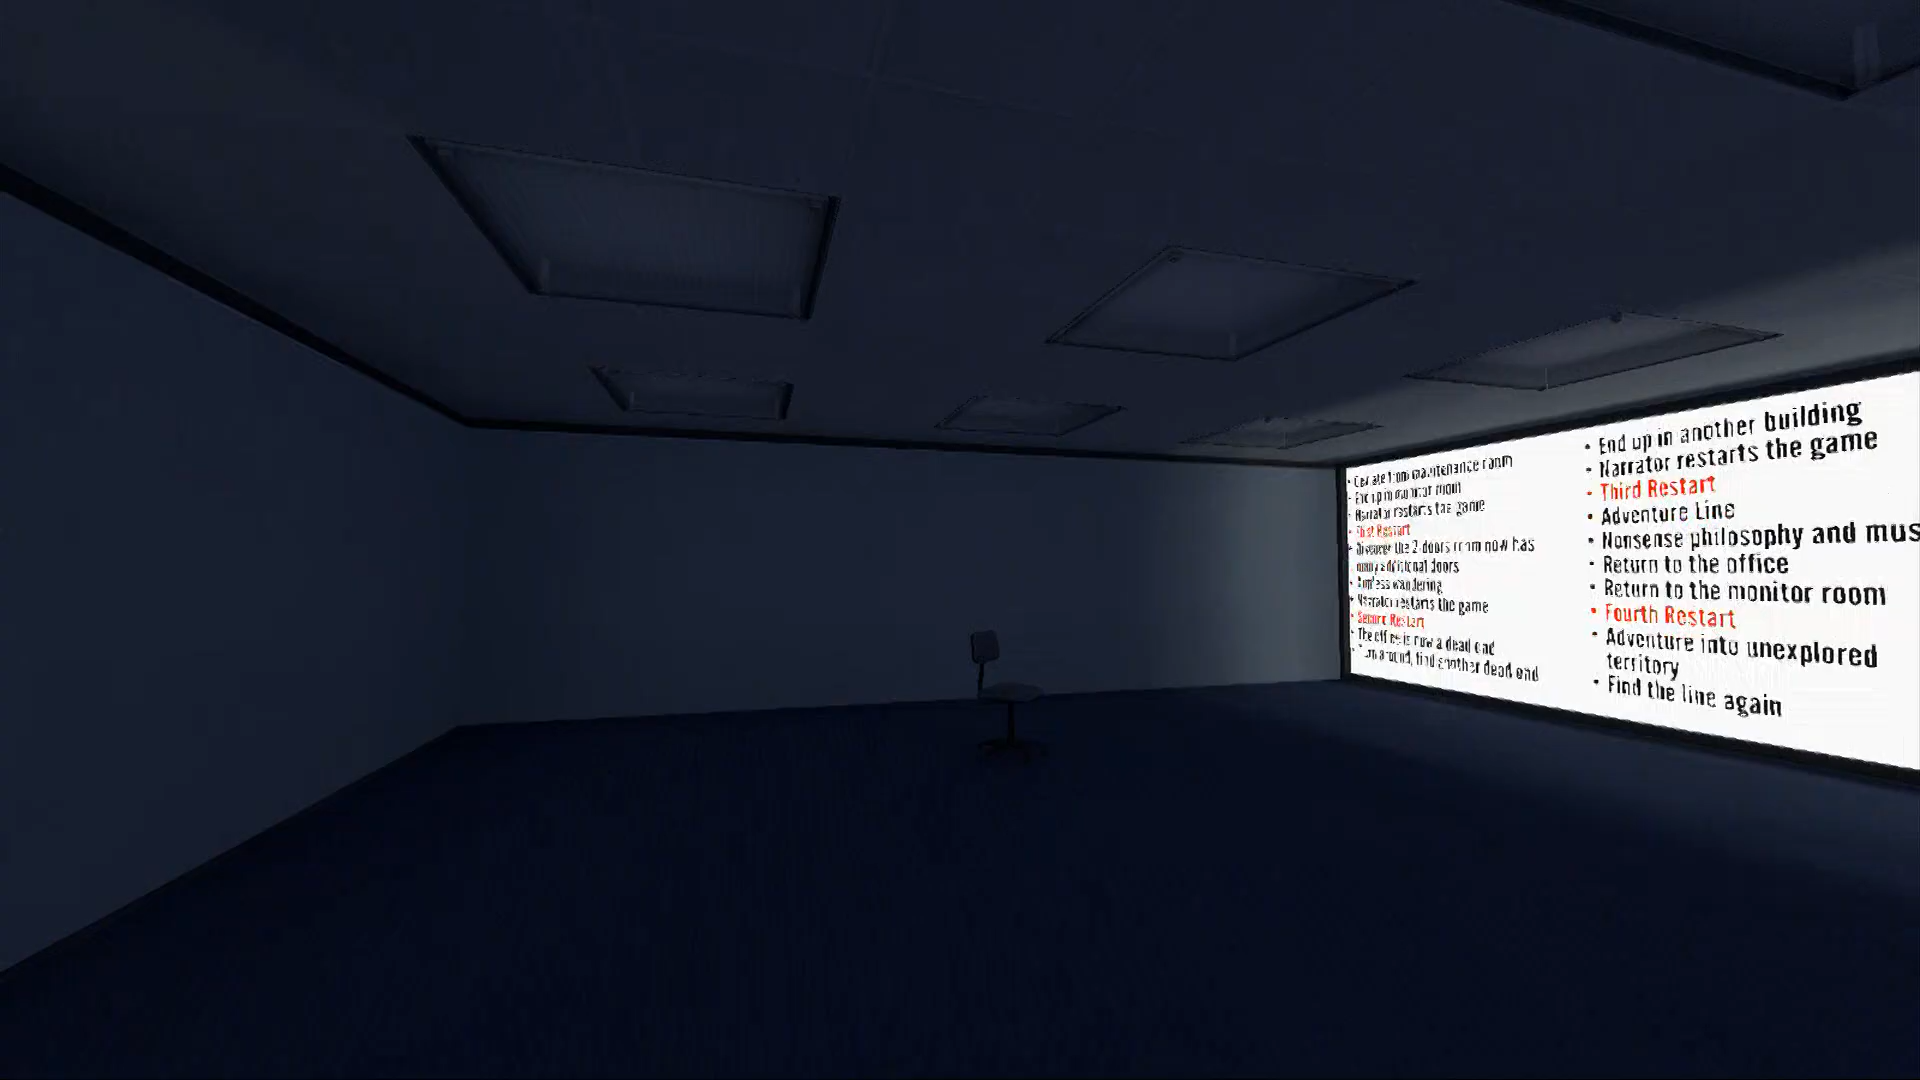 from maintenance room
End up in monitor room
Narrator restarts the game
First Restart
Discover the 2 doors room now has
many additional doors
Aimless wandering
Narrator restarts the game
Second Restart
The office is now a dead end
Turn around, find another dead end
• End up in another building
• Narrator restarts the game
• Third Restart
• Adventure Line
• Nonsense philosophy and mus
• Return to the office
• Return to the monitor room
• Fourth Restart
• Adventure into unexplored
territory
• Find the line again